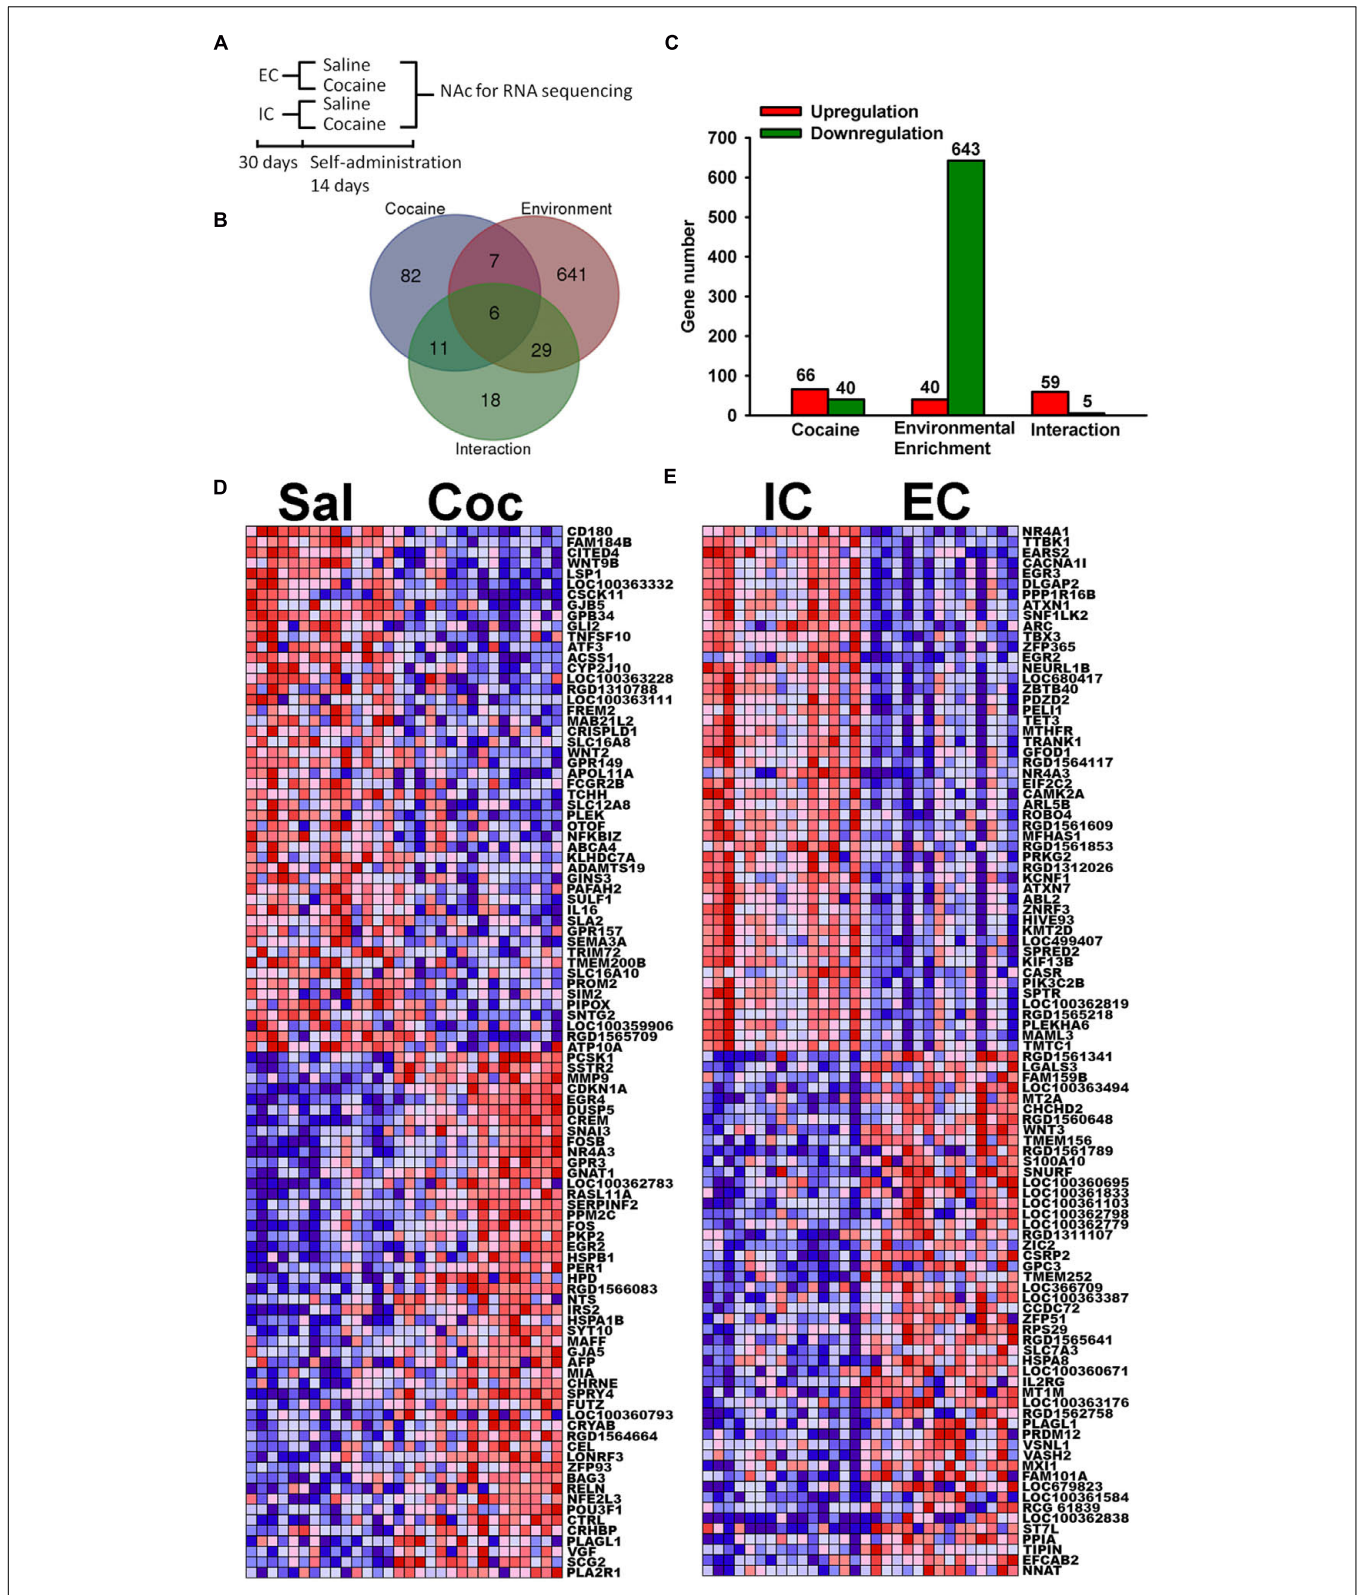 A
EC
Saline
Cocaine
IC
Saline
Cocaine
NAc for RNA sequencing
30 days
Self-administration
14 days
B
Cocaine
Environment
82
7
641
6
11
29
18
Interaction
C
Upregulation
Downregulation
Gene number
700
600
500
400
300
200
100
0
66
40
40
643
59
5
Cocaine
Environmental
Enrichment
Interaction
D
Sal
Coc
CD180
FAM184B
CITED4
WNT9B
LSP1
LOC100363332
CSCK11
GJB5
GPB34
GLI2
TNFSF10
ATF3
ACSS1
CYP2J10
LOC100363228
RGD1310788
LOC100363111
FREM2
MAB21L2
CRISPLD1
SLC16A8
WNT2
GPR149
APOL11A
FCGR2B
TCHH
SLC12A8
PLEK
OTOF
NFKBIZ
ABCA4
KLHDC7A
ADAMTS19
GINS3
PAFAH2
SULF1
IL16
SLA2
GPR157
SEMA3A
TRIM72
TMEM200B
SLC16A10
PROM2
SIM2
PIPOX
SNTG2
LOC100359906
RGD1565709
ATP10A
PCSK1
SSTR2
MMP9
CDKN1A
EGR4
DUSP5
CREM
SNAI3
FOSB
NR4A3
GPR3
GNAT1
LOC100362783
RASL11A
SERPINF2
PPM2C
FOS
PKP2
EGR2
HSPB1
PER1
HPD
RGD1566083
NTS
IRS2
HSPA1B
SYT10
MAFF
GJA5
AFP
MIA
CHRNE
SPRY4
FUTZ
LOC100360793
CRYAB
RGD1564664
CEL
LONRF3
ZFP93
BAG3
RELN
NFE2L3
POU3F1
CTRL
CRHBP
PLAGL1
VGF
SCG2
PLA2R1
E
IC
EC
NR4A1
TTBK1
EARS2
CACNA1I
EGR3
DLGAP2
PPP1R16B
ATXN1
SNF1LK2
ARC
TBX3
ZFP365
EGR2
NEURL1B
LOC680417
ZBTB40
PDZD2
PELI1
TET3
MTHFR
TRANK1
GFOD1
RGD1564117
NR4A3
EIF2C2
CAMK2A
ARL5B
ROBO4
RGD1561609
MFHAS1
RGD1561853
PRKG2
RGD1312026
KCNF1
ATXN7
ABL2
ZNRF3
HIVE93
KMT2D
LOC499407
SPRED2
KIF13B
CASR
PIK3C2B
SPTR
LOC100362819
RGD1565218
PLEKHA6
MAML3
TMTC1
RGD1561341
LGALS3
FAM159B
LOC100363494
MT2A
CHCHD2
RGD1560648
WNT3
TMEM156
RGD1561789
S100A10
SNURF
LOC100360695
LOC100361833
LOC100361103
LOC100362798
LOC100362779
RGD1311107
ZIC2
CSRP2
GPC3
TMEM252
LOC366709
LOC100363387
CCDC72
ZFP51
RPS29
RGD1565641
SLC7A3
HSPA8
LOC100360671
IL2RG
MT1M
LOC100363176
RGD1562758
PLAGL1
PRDM12
VSNL1
VASH2
MXI1
FAM101A
LOC679823
LOC100361584
RCG 61839
LOC100362838
ST7L
PPIA
TIPIN
EFCAB2
NNAT